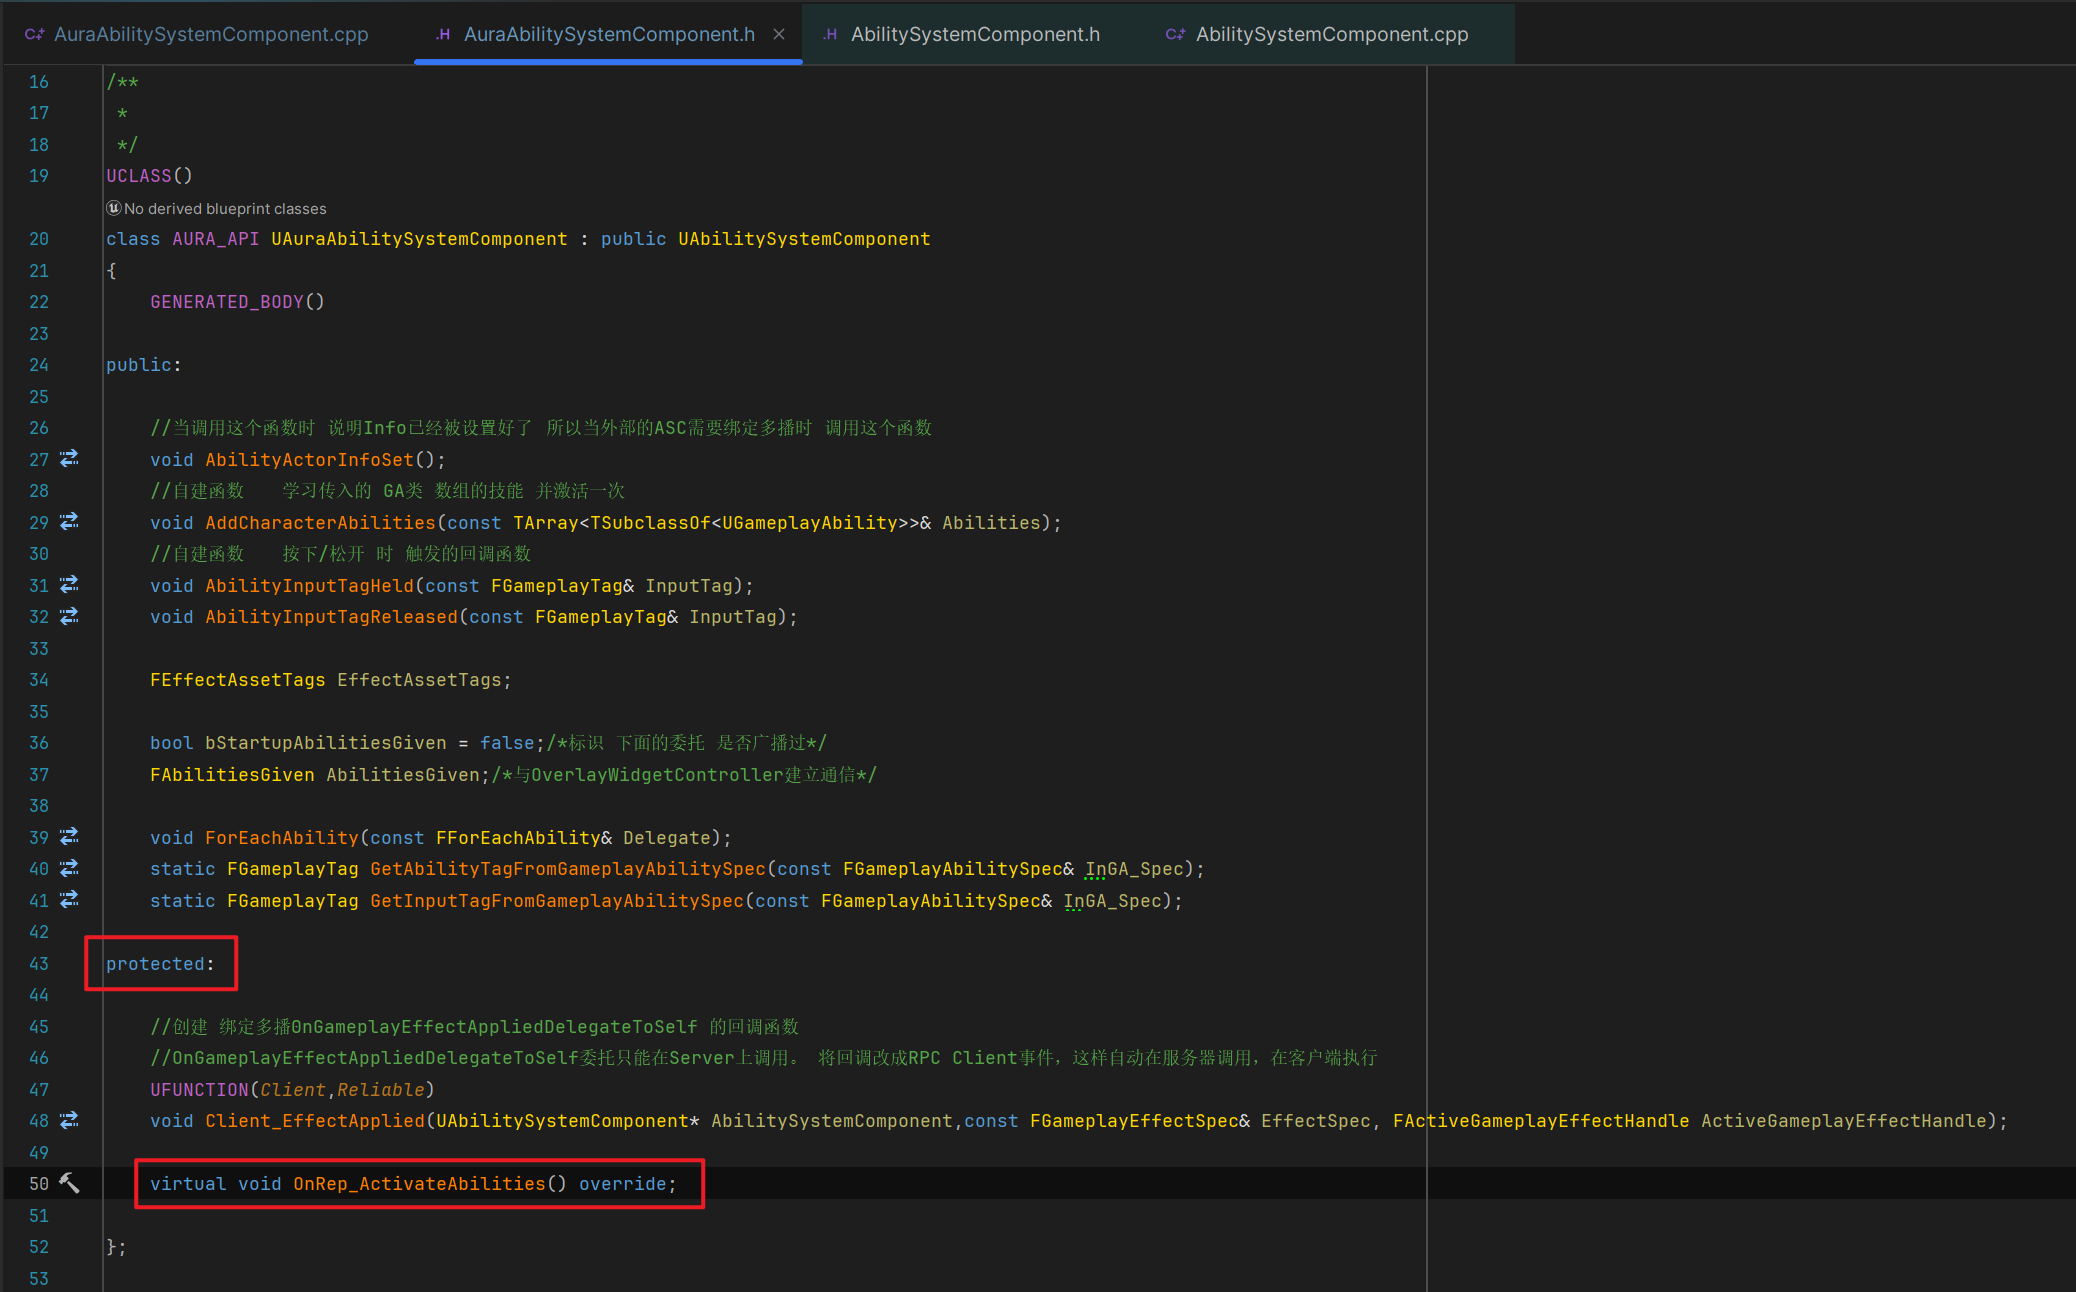 AuraAbilitySystemComponent.cpp
.H AuraAbilitySystemComponent.h ×
.H AbilitySystemComponent.h
AbilitySystemComponent.cpp
16 /**
17 *
18 */
19 UCLASS()
No derived blueprint classes
20 class AURA_API UAuraAbilitySystemComponent : public UAbilitySystemComponent
21 {
22 GENERATED_BODY()
23
24 public:
25
26 //当调用这个函数时 说明Info已经被设置好了 所以当外部的ASC需要绑定多播时 调用这个函数
27 void AbilityActorInfoSet();
28 //自建函数 学习传入的 GA类 数组的技能 并激活一次
29 void AddCharacterAbilities(const TArray<TSubclassOf<UGameplayAbility>>& Abilities);
30 //自建函数 按下/松开 时 触发的回调函数
31 void AbilityInputTagHeld(const FGameplayTag& InputTag);
32 void AbilityInputTagReleased(const FGameplayTag& InputTag);
33
34 FEffectAssetTags EffectAssetTags;
35
36 bool bStartupAbilitiesGiven = false;/*标识 下面的委托 是否广播过*/
37 FAbilitiesGiven AbilitiesGiven;/*与OverlayWidgetController建立通信*/
38
39 void ForEachAbility(const FForEachAbility& Delegate);
40 static FGameplayTag GetAbilityTagFromGameplayAbilitySpec(const FGameplayAbilitySpec& InGA_Spec);
41 static FGameplayTag GetInputTagFromGameplayAbilitySpec(const FGameplayAbilitySpec& InGA_Spec);
42
43 protected:
44
45 //创建 绑定多播OnGameplayEffectAppliedDelegateToSelf 的回调函数
46 //OnGameplayEffectAppliedDelegateToSelf委托只能在Server上调用。 将回调改成RPC Client事件，这样自动在服务器调用，在客户端执行
47 UFUNCTION(Client,Reliable)
48 void Client_EffectApplied(UAbilitySystemComponent* AbilitySystemComponent,const FGameplayEffectSpec& EffectSpec, FActiveGameplayEffectHandle ActiveGameplayEffectHandle);
49
50 virtual void OnRep_ActivateAbilities() override;
51
52 };
53